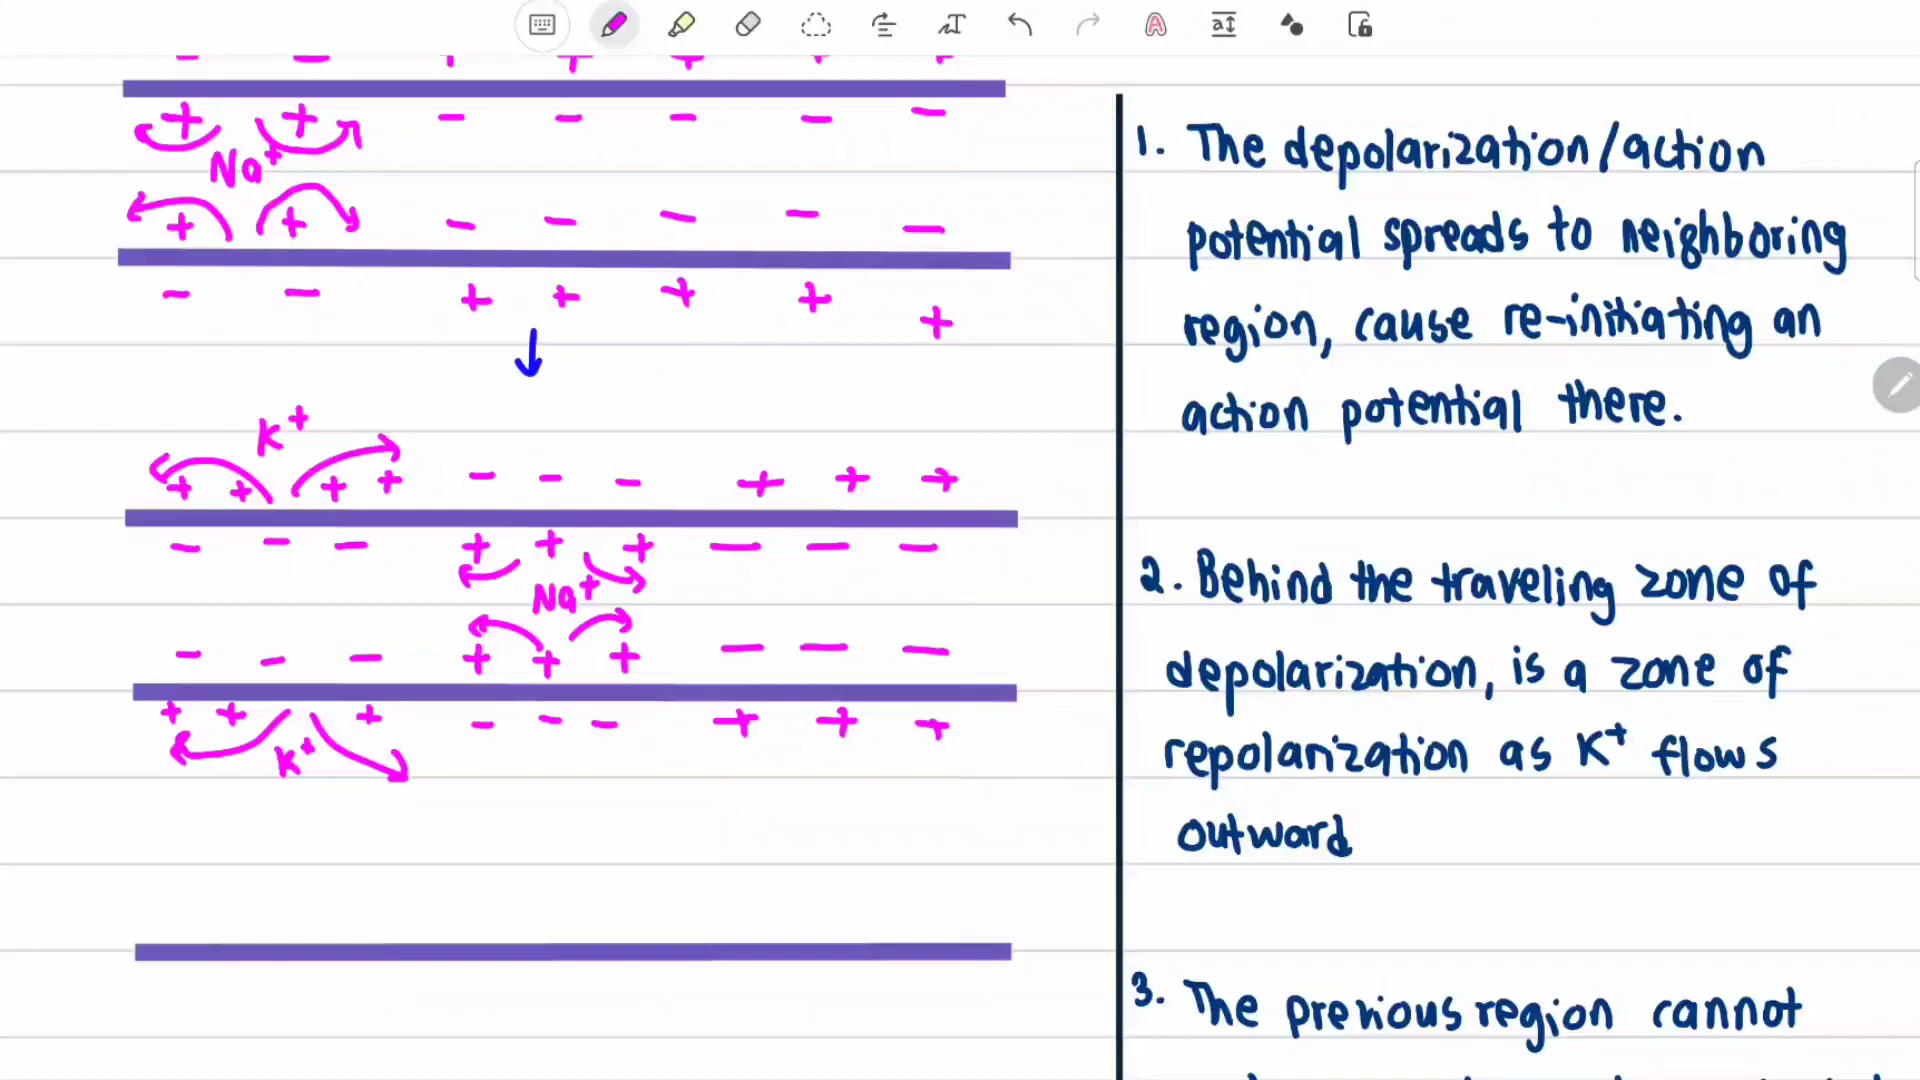 - - + + + + +
+ + - - - - -
Na+
+ + - - - - -
- - + + + + +
K+
+ + + + - - - + + +
- - - + + + - - -
Na+
- - - + + + - - -
+ + + - - - + + +
K+
1. The depolarization/action
potential spreads to neighboring
region, cause re-initiating an
action potential there.
2. Behind the traveling zone of
depolarization, is a zone of
repolarization as K+ flows
outward
3. The previous region cannot